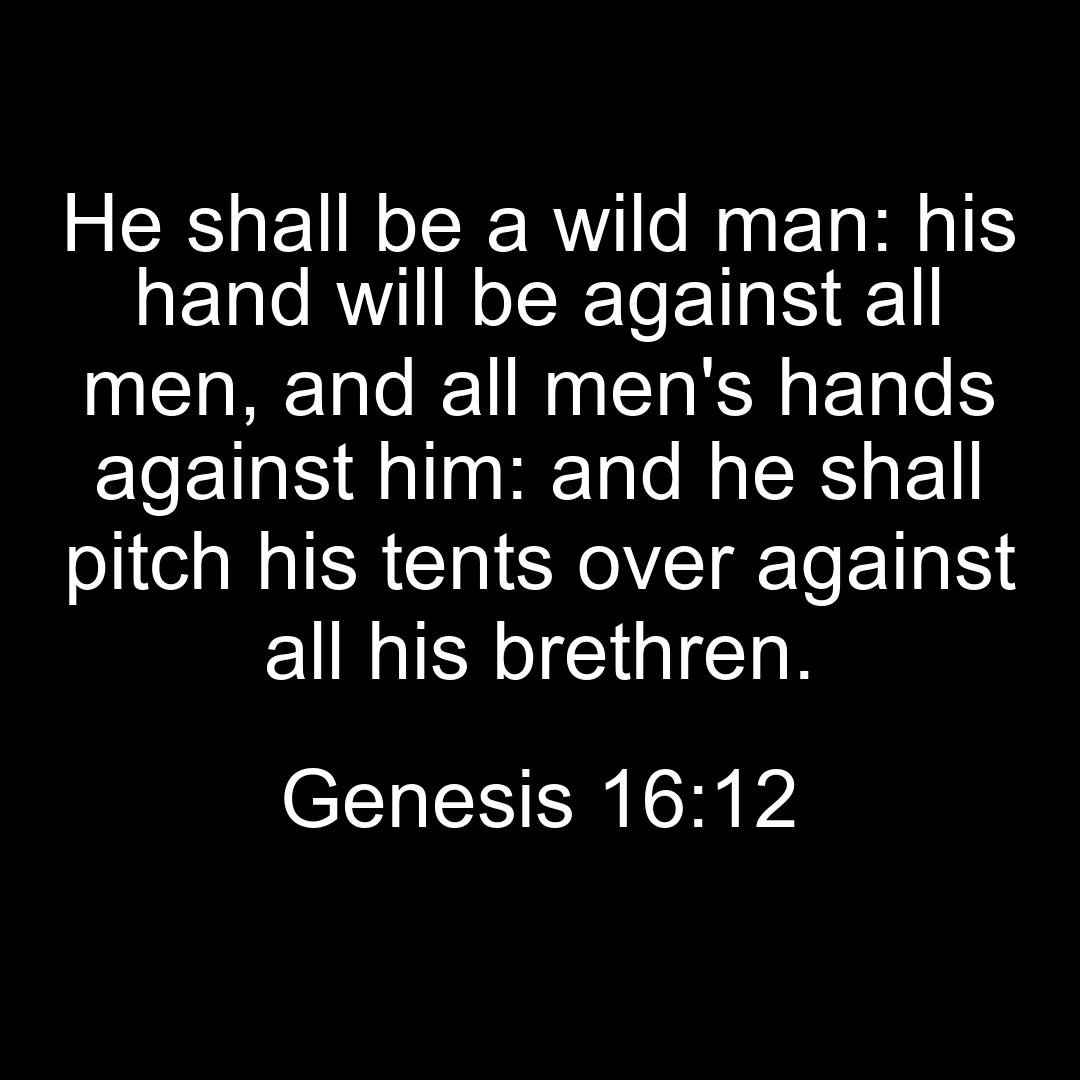 He shall be a wild man: his
hand will be against all
men, and all men's hands
against him: and he shall
pitch his tents over against
all his brethren.
Genesis 16:12